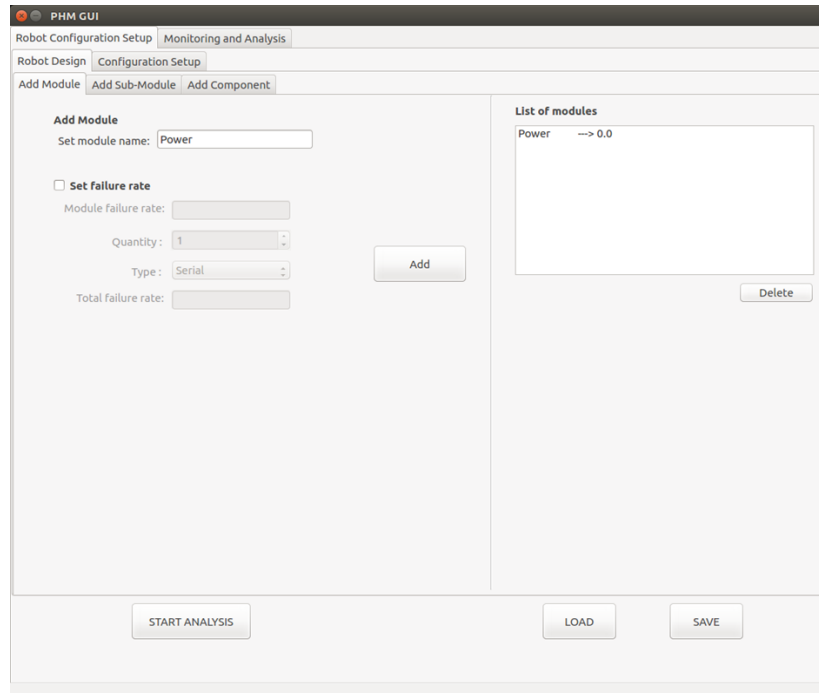 PHM GUI
Robot Configuration Setup Monitoring and Analysis
Robot Design Configuration Setup
Add Module Add Sub-Module Add Component
Add Module
Set module name: Power
Set failure rate
Module failure rate:
Quantity : 1
Type : Serial
Total failure rate:
Add
List of modules
Power ---> 0.0
Delete
START ANALYSIS LOAD SAVE